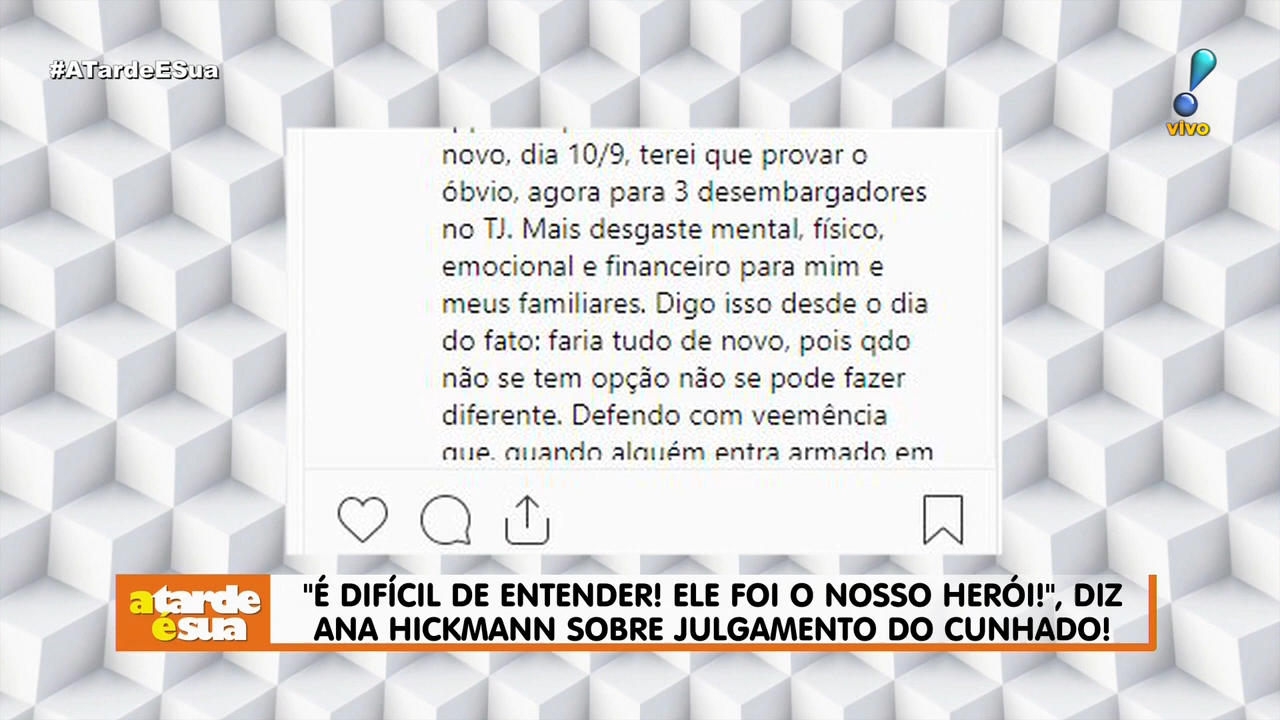 #ATardeESua
vivo
novo, dia 10/9, terei que provar o
óbvio, agora para 3 desembargadores
no TJ. Mais desgaste mental, físico,
emocional e financeiro para mim e
meus familiares. Digo isso desde o dia
do fato: faria tudo de novo, pois qdo
não se tem opção não se pode fazer
diferente. Defendo com veemência
que, quando alguém entra armado em
a tarde
é sua
"É DIFÍCIL DE ENTENDER! ELE FOI O NOSSO HERÓI!", DIZ
ANA HICKMANN SOBRE JULGAMENTO DO CUNHADO!